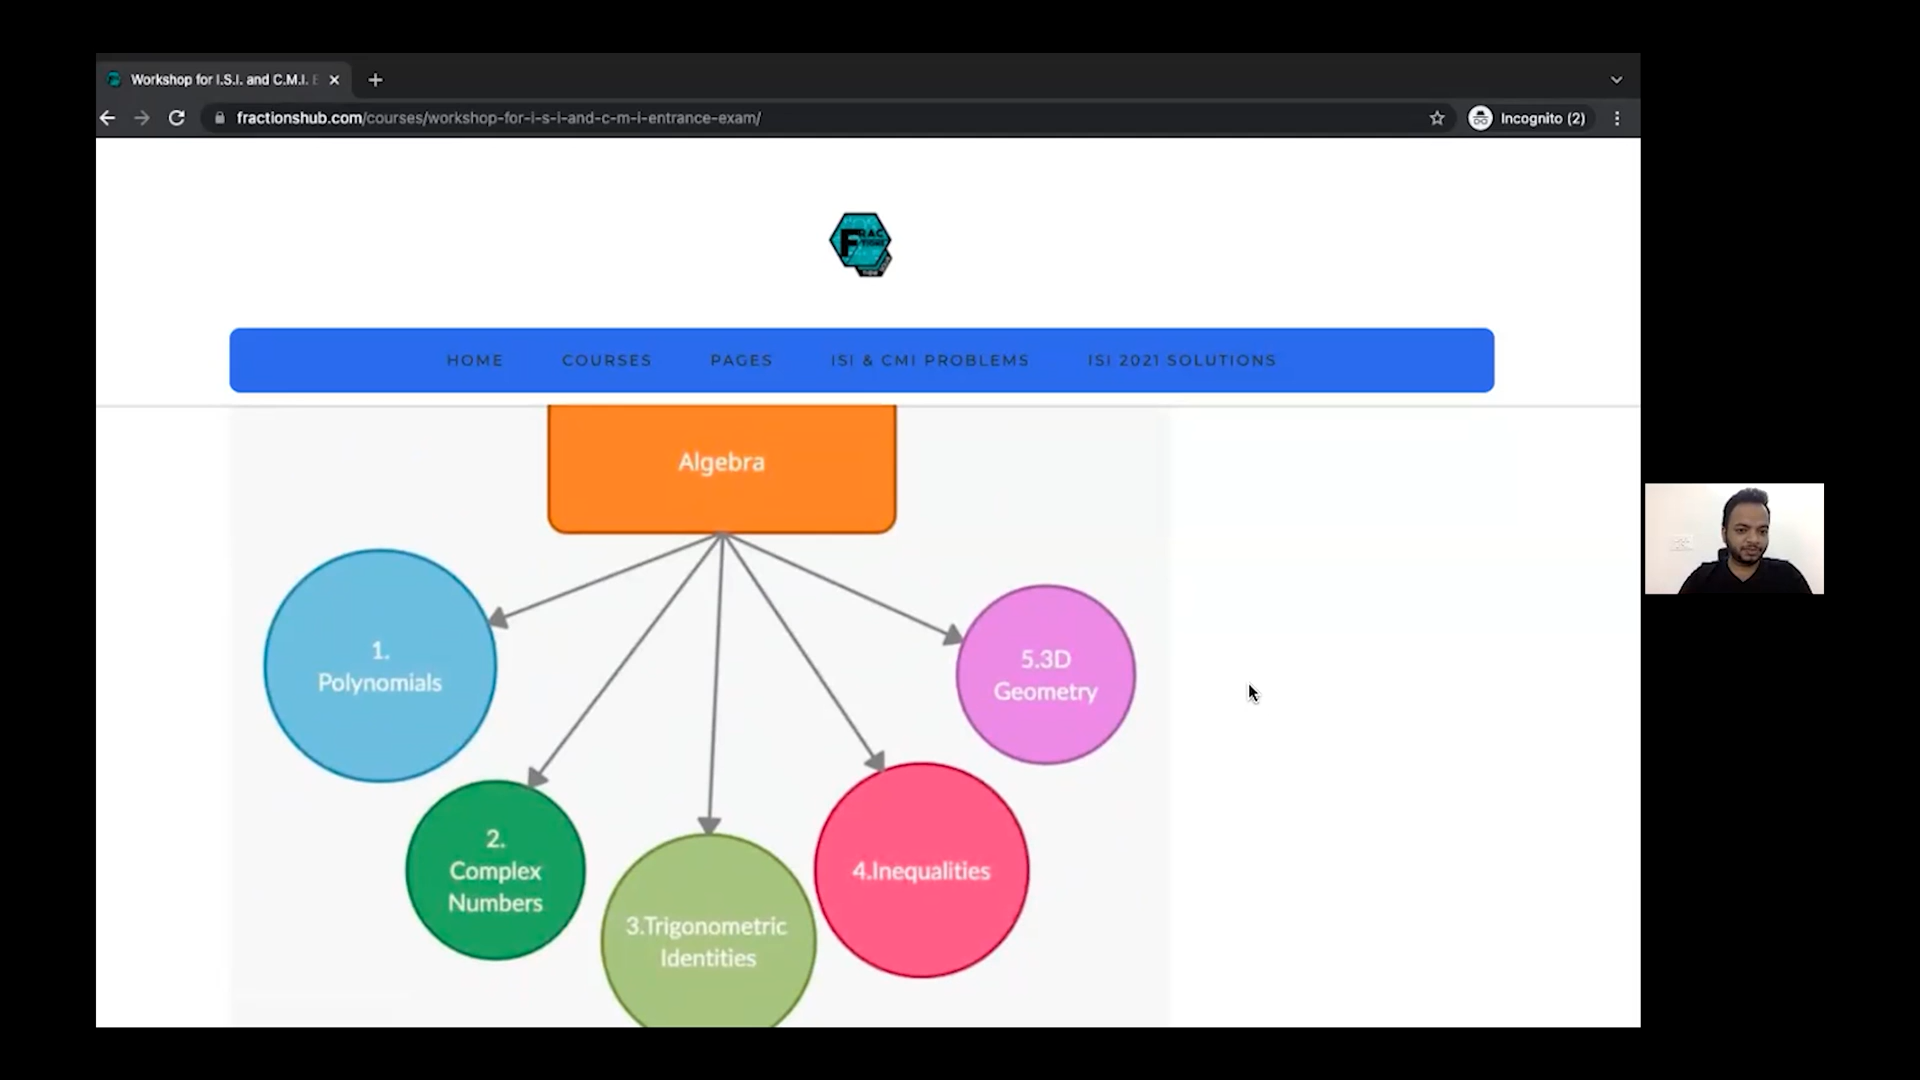 Workshop for I.S.I. and C.M.I. E
fractionshub.com/courses/workshop-for-i-s-i-and-c-m-i-entrance-exam/
Incognito (2)
FRAC
HOME
COURSES
PAGES
ISI & CMI PROBLEMS
ISI 2021 SOLUTIONS
Algebra
1.
Polynomials
2.
Complex
Numbers
3.Trigonometric
Identities
4.Inequalities
5.3D
Geometry